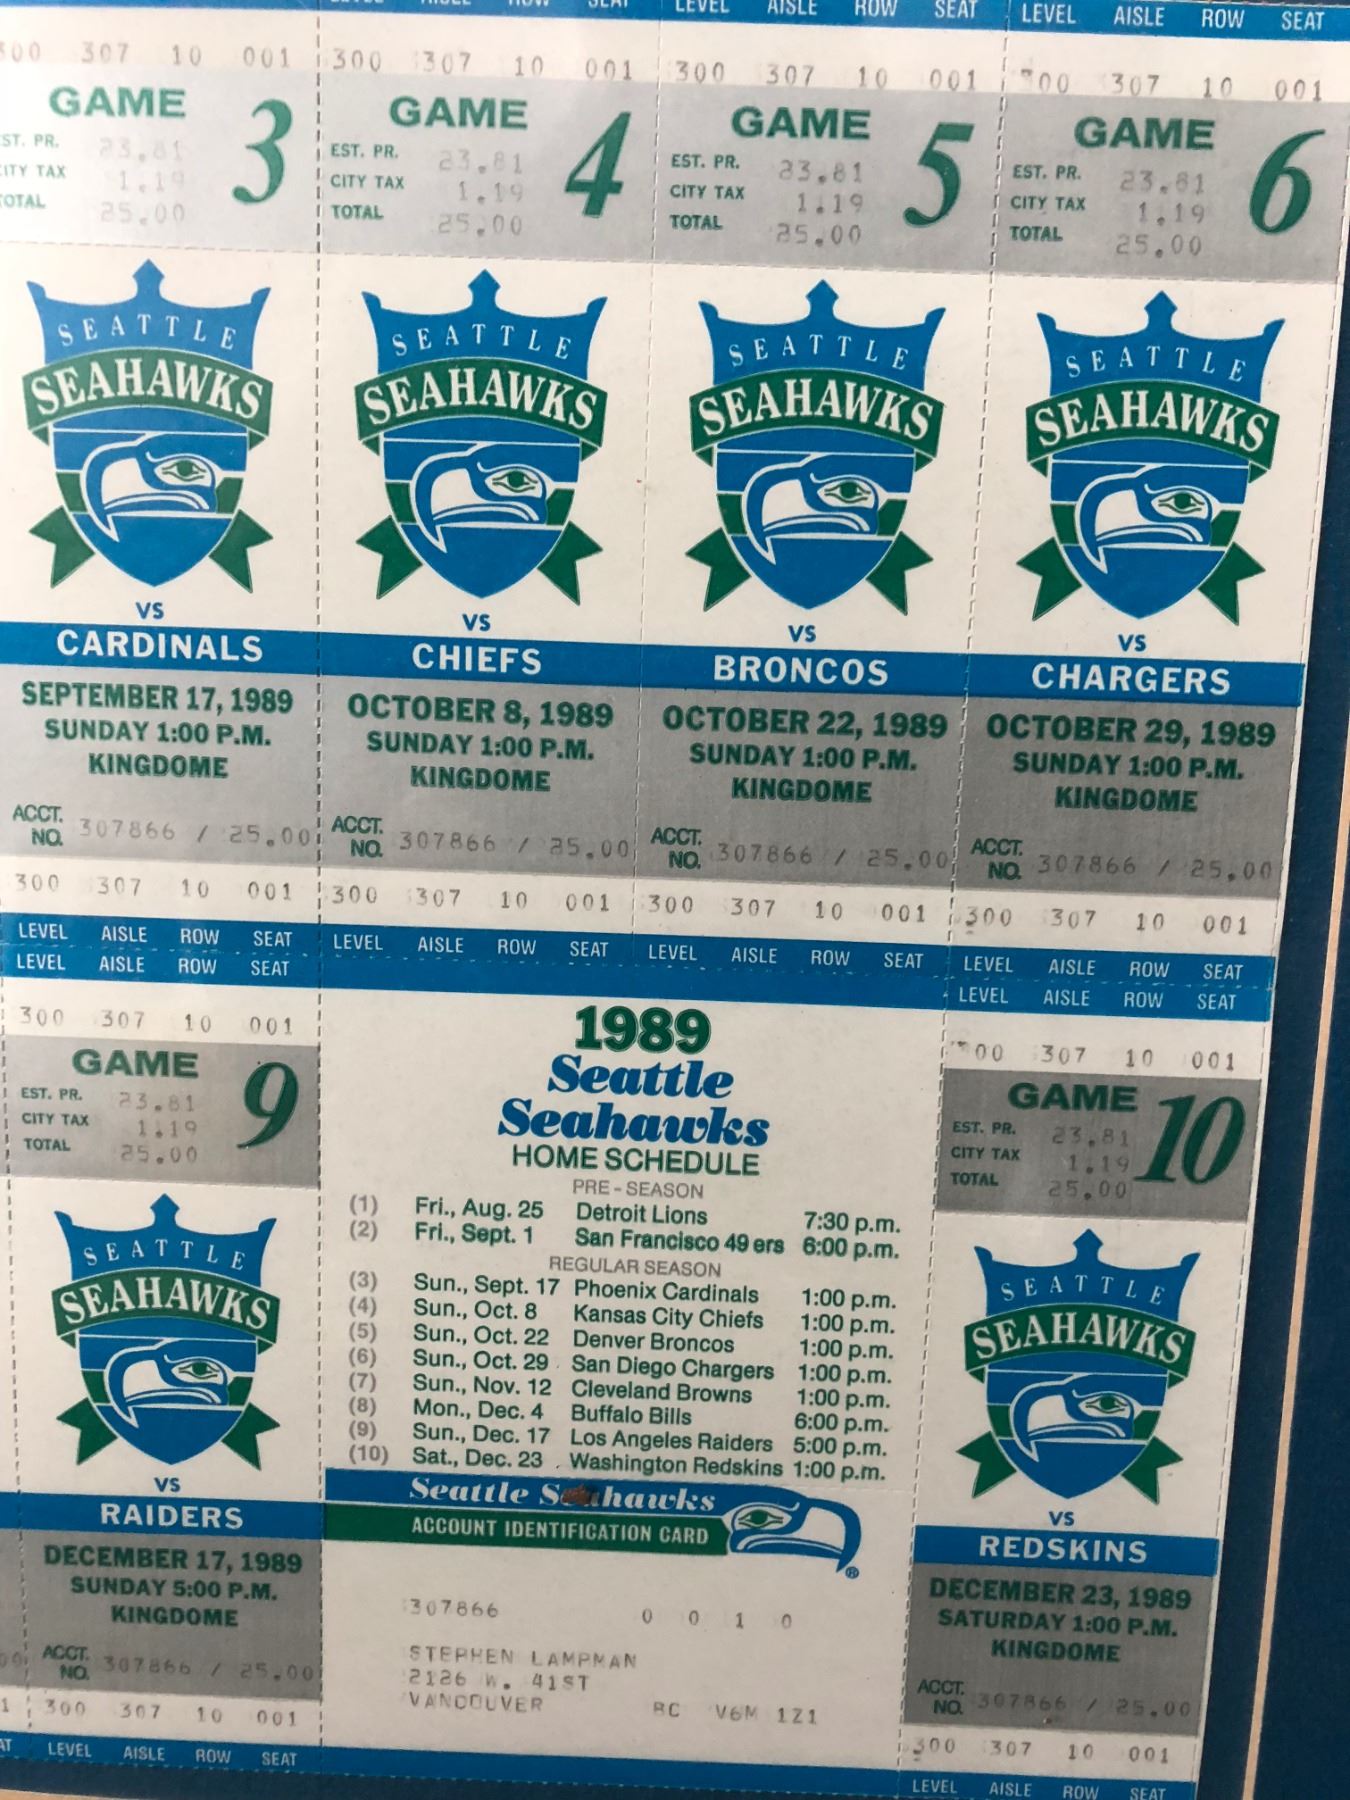 LEVEL AISLE ROW SEAT LEVEL AISLE ROW SEAT LEVEL AISLE ROW SEAT
300 307 10 001 300 307 10 001 300 307 10 001 300 307 10 001
GAME 3
EST. PR. 23.81
CITY TAX 1.19
TOTAL 25.00
GAME 4
EST. PR. 23.81
CITY TAX 1.19
TOTAL 25.00
GAME 5
EST. PR. 23.81
CITY TAX 1.19
TOTAL 25.00
GAME 6
EST. PR. 23.81
CITY TAX 1.19
TOTAL 25.00
SEATTLE
SEAHAWKS
VS
CARDINALS
SEPTEMBER 17, 1989
SUNDAY 1:00 P.M.
KINGDOME
ACCT. NO. 307866 / 25.00
300 307 10 001
LEVEL AISLE ROW SEAT
SEATTLE
SEAHAWKS
VS
CHIEFS
OCTOBER 8, 1989
SUNDAY 1:00 P.M.
KINGDOME
ACCT. NO. 307866 / 25.00
300 307 10 001
LEVEL AISLE ROW SEAT
SEATTLE
SEAHAWKS
VS
BRONCOS
OCTOBER 22, 1989
SUNDAY 1:00 P.M.
KINGDOME
ACCT. NO. 307866 / 25.00
300 307 10 001
LEVEL AISLE ROW SEAT
SEATTLE
SEAHAWKS
VS
CHARGERS
OCTOBER 29, 1989
SUNDAY 1:00 P.M.
KINGDOME
ACCT. NO. 307866 / 25.00
300 307 10 001
LEVEL AISLE ROW SEAT
LEVEL AISLE ROW SEAT
300 307 10 001
GAME 9
EST. PR. 23.81
CITY TAX 1.19
TOTAL 25.00
SEATTLE
SEAHAWKS
VS
RAIDERS
DECEMBER 17, 1989
SUNDAY 5:00 P.M.
KINGDOME
ACCT. NO. 307866 / 25.00
300 307 10 001
LEVEL AISLE ROW SEAT
1989
Seattle
Seahawks
HOME SCHEDULE
PRE-SEASON
(1) Fri., Aug. 25 Detroit Lions 7:30 p.m.
(2) Fri., Sept. 1 San Francisco 49ers 6:00 p.m.
REGULAR SEASON
(3) Sun., Sept. 17 Phoenix Cardinals 1:00 p.m.
(4) Sun., Oct. 8 Kansas City Chiefs 1:00 p.m.
(5) Sun., Oct. 22 Denver Broncos 1:00 p.m.
(6) Sun., Oct. 29 San Diego Chargers 1:00 p.m.
(7) Sun., Nov. 12 Cleveland Browns 1:00 p.m.
(8) Mon., Dec. 4 Buffalo Bills 6:00 p.m.
(9) Sun., Dec. 17 Los Angeles Raiders 5:00 p.m.
(10) Sat., Dec. 23 Washington Redskins 1:00 p.m.
Seattle Seahawks
ACCOUNT IDENTIFICATION CARD
®
307866 0 0 1 0
STEPHEN LAMPMAN
2126 W. 41ST
VANCOUVER BC V6M 1Z1
LEVEL AISLE ROW SEAT
300 307 10 001
GAME 10
EST. PR. 23.81
CITY TAX 1.19
TOTAL 25.00
SEATTLE
SEAHAWKS
VS
REDSKINS
DECEMBER 23, 1989
SATURDAY 1:00 P.M.
KINGDOME
ACCT. NO. 307866 / 25.00
300 307 10 001
LEVEL AISLE ROW SEAT